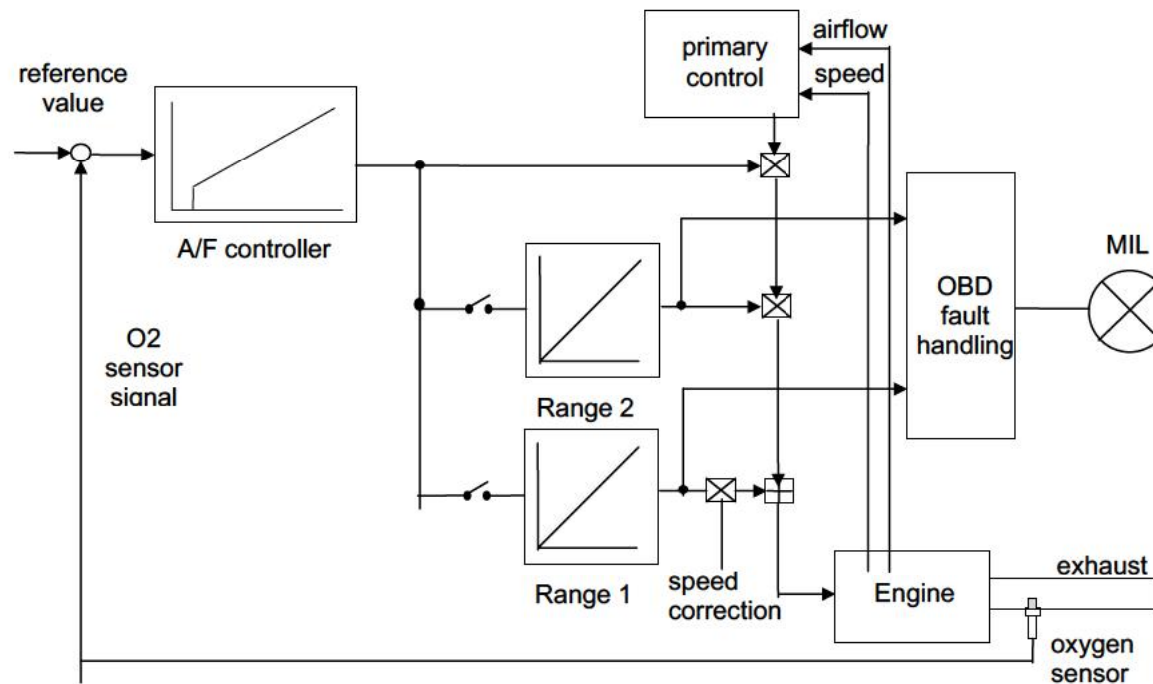 airflow
primary
control
speed
reference
value
A/F controller
MIL
OBD
fault
handling
O2
sensor
signal
Range 2
Range 1
speed
correction
Engine
exhaust
oxygen
sensor